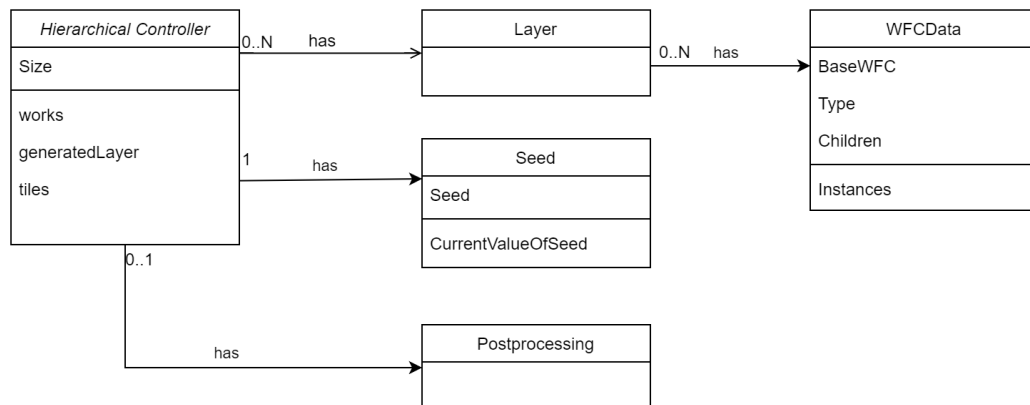 Hierarchical Controller
Size
works
generatedLayer
tiles
0..N has
Layer
0..N has
WFCData
BaseWFC
Type
Children
Instances
1
has
Seed
Seed
CurrentValueOfSeed
0..1
has
Postprocessing